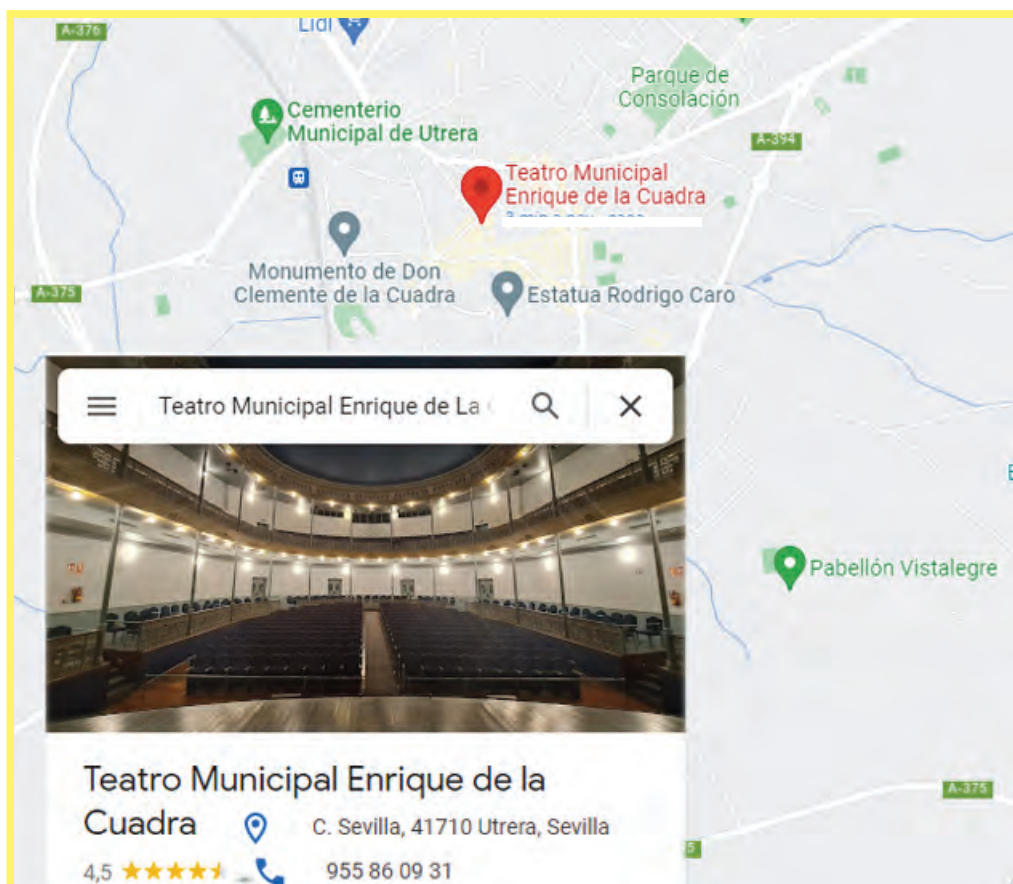 A-376
Lidl
Parque de
Consolación
Cementerio
Municipal de Utrera
A-394
Teatro Municipal
Enrique de la Cuadra
Monumento de Don
Clemente de la Cuadra
A-375
Estatua Rodrigo Caro
Teatro Municipal Enrique de La
Pabellón Vistalegre
Teatro Municipal Enrique de la
Cuadra
C. Sevilla, 41710 Utrera, Sevilla
A-375
4,5
955 86 09 31